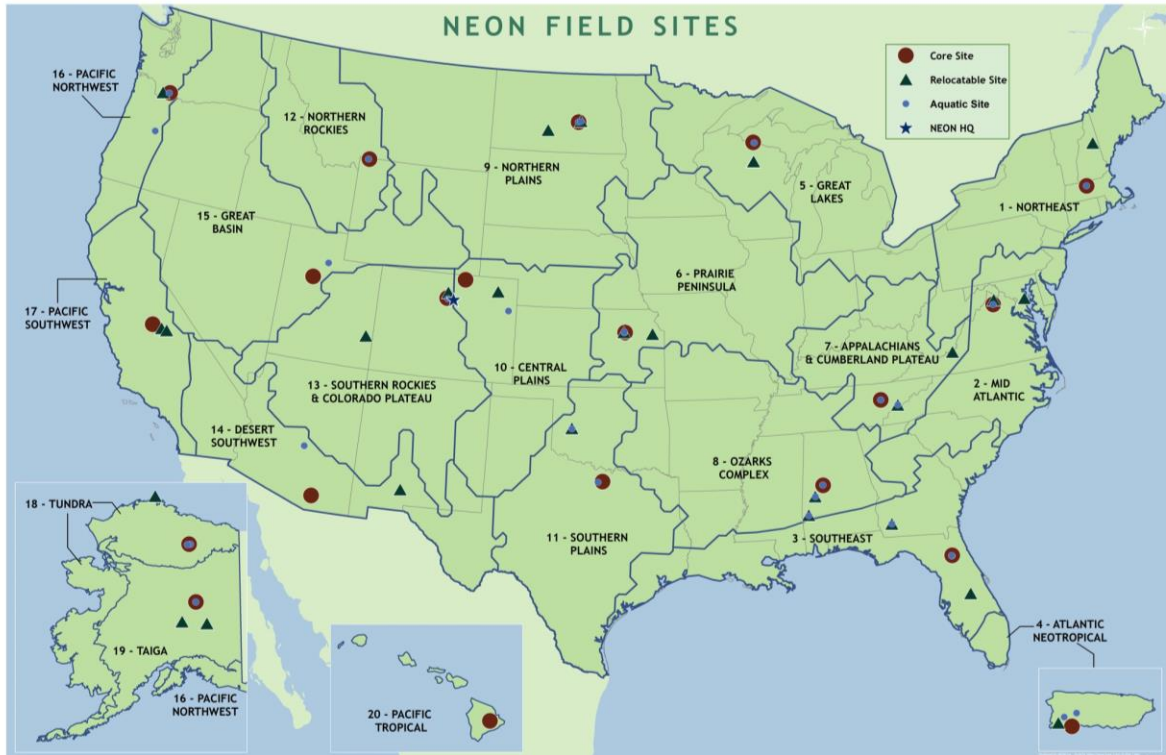 NEON FIELD SITES
Core Site
Relocatable Site
Aquatic Site
NEON HQ
16 - PACIFIC
NORTHWEST
12 - NORTHERN
ROCKIES
9 - NORTHERN
PLAINS
5 - GREAT
LAKES
1 - NORTHEAST
15 - GREAT
BASIN
6 - PRAIRIE
PENINSULA
17 - PACIFIC
SOUTHWEST
7 - APPALACHIANS
& CUMBERLAND PLATEAU
10 - CENTRAL
PLAINS
13 - SOUTHERN ROCKIES
& COLORADO PLATEAU
2 - MID
ATLANTIC
14 - DESERT
SOUTHWEST
8 - OZARKS
COMPLEX
18 - TUNDRA
11 - SOUTHERN
PLAINS
3 - SOUTHEAST
4 - ATLANTIC
NEOTROPICAL
19 - TAIGA
16 - PACIFIC
NORTHWEST
20 - PACIFIC
TROPICAL